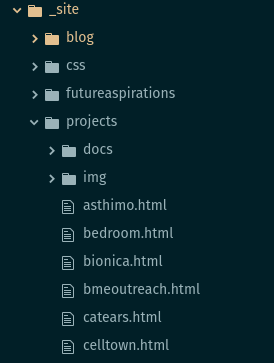 _site
blog
css
futureaspirations
projects
docs
img
asthimo.html
bedroom.html
bionica.html
bmeoutreach.html
catears.html
celltown.html